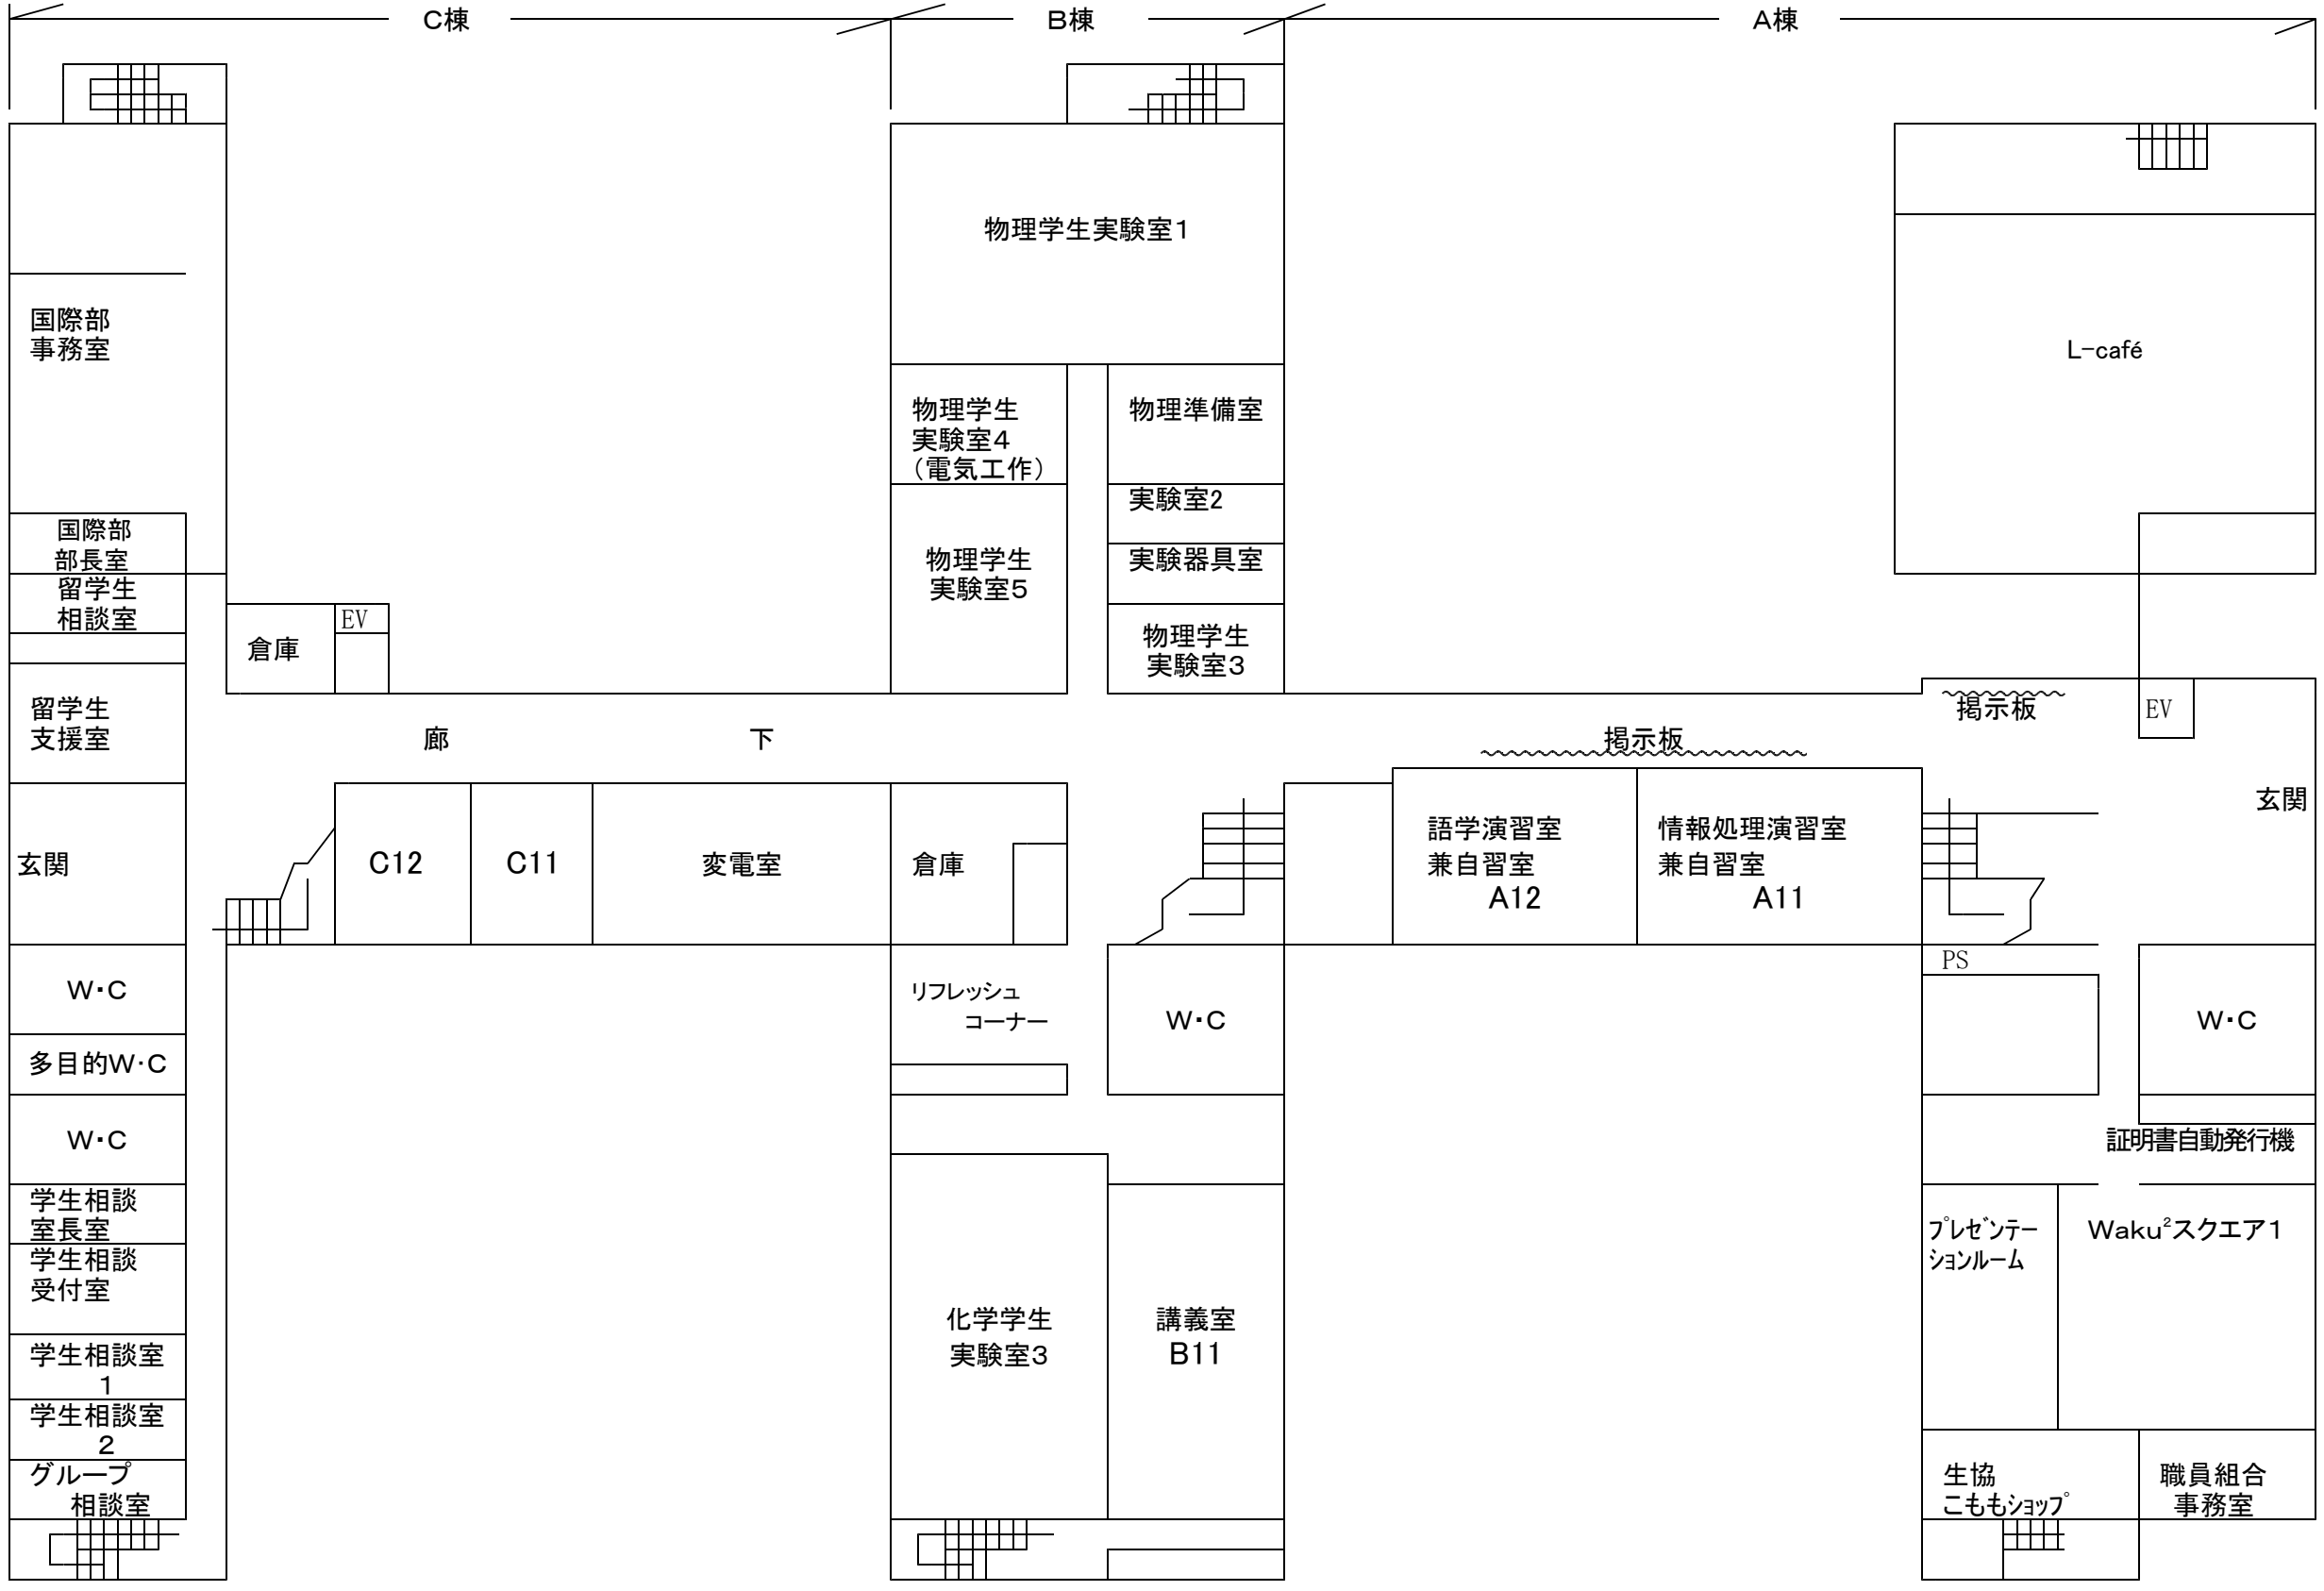 C棟
B棟
A棟
国際部
事務室
国際部
部長室
留学生
相談室
留学生
支援室
玄関
W・C
多目的W・C
W・C
学生相談
室長室
学生相談
受付室
学生相談室
1
学生相談室
2
グループ
相談室
倉庫
EV
廊　下
C12
C11
変電室
物理学生実験室1
物理学生
実験室4
（電気工作）
物理学生
実験室5
物理準備室
実験室2
実験器具室
物理学生
実験室3
倉庫
リフレッシュ
コーナー
W・C
化学学生
実験室3
講義室
B11
掲示板
語学演習室
兼自習室
A12
情報処理演習室
兼自習室
A11
L-café
掲示板
EV
玄関
PS
W・C
証明書自動発行機
ﾌﾟﾚｾﾞﾝﾃｰ
ｼｮﾝﾙｰﾑ
Waku²スクエア1
生協
こももｼｮｯﾌﾟ
職員組合
事務室